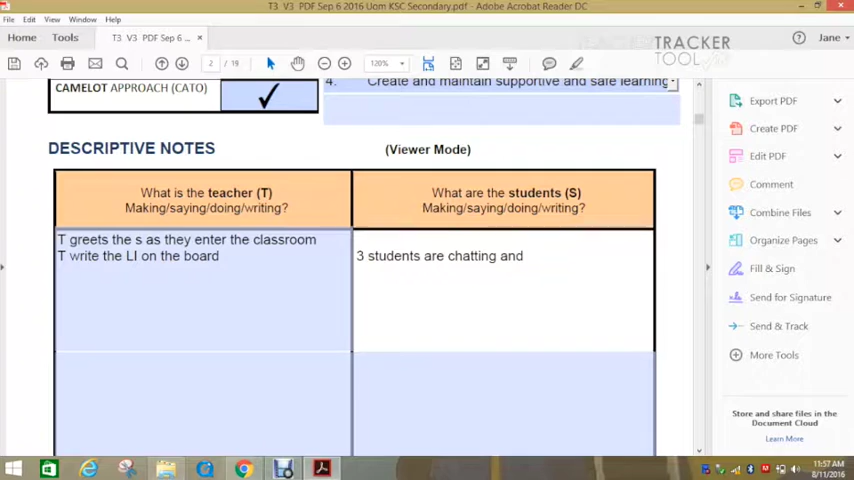 T3 V3 PDF Sep 6 2016 Uom KSC Secondary.pdf - Adobe Acrobat Reader DC
File Edit View Window Help
Home Tools T3 V3 PDF Sep 6 ... × Jane
TRACKER
TOOL
2 / 19 120%
CAMELOT APPROACH (CATO) ✓
4. Create and maintain supportive and safe learning
DESCRIPTIVE NOTES (Viewer Mode)
What is the teacher (T)
Making/saying/doing/writing?
What are the students (S)
Making/saying/doing/writing?
T greets the s as they enter the classroom
T write the LI on the board
3 students are chatting and
Export PDF
Create PDF
Edit PDF
Comment
Combine Files
Organize Pages
Fill & Sign
Send for Signature
Send & Track
More Tools
Store and share files in the
Document Cloud
Learn More
11:57 AM
8/11/2016